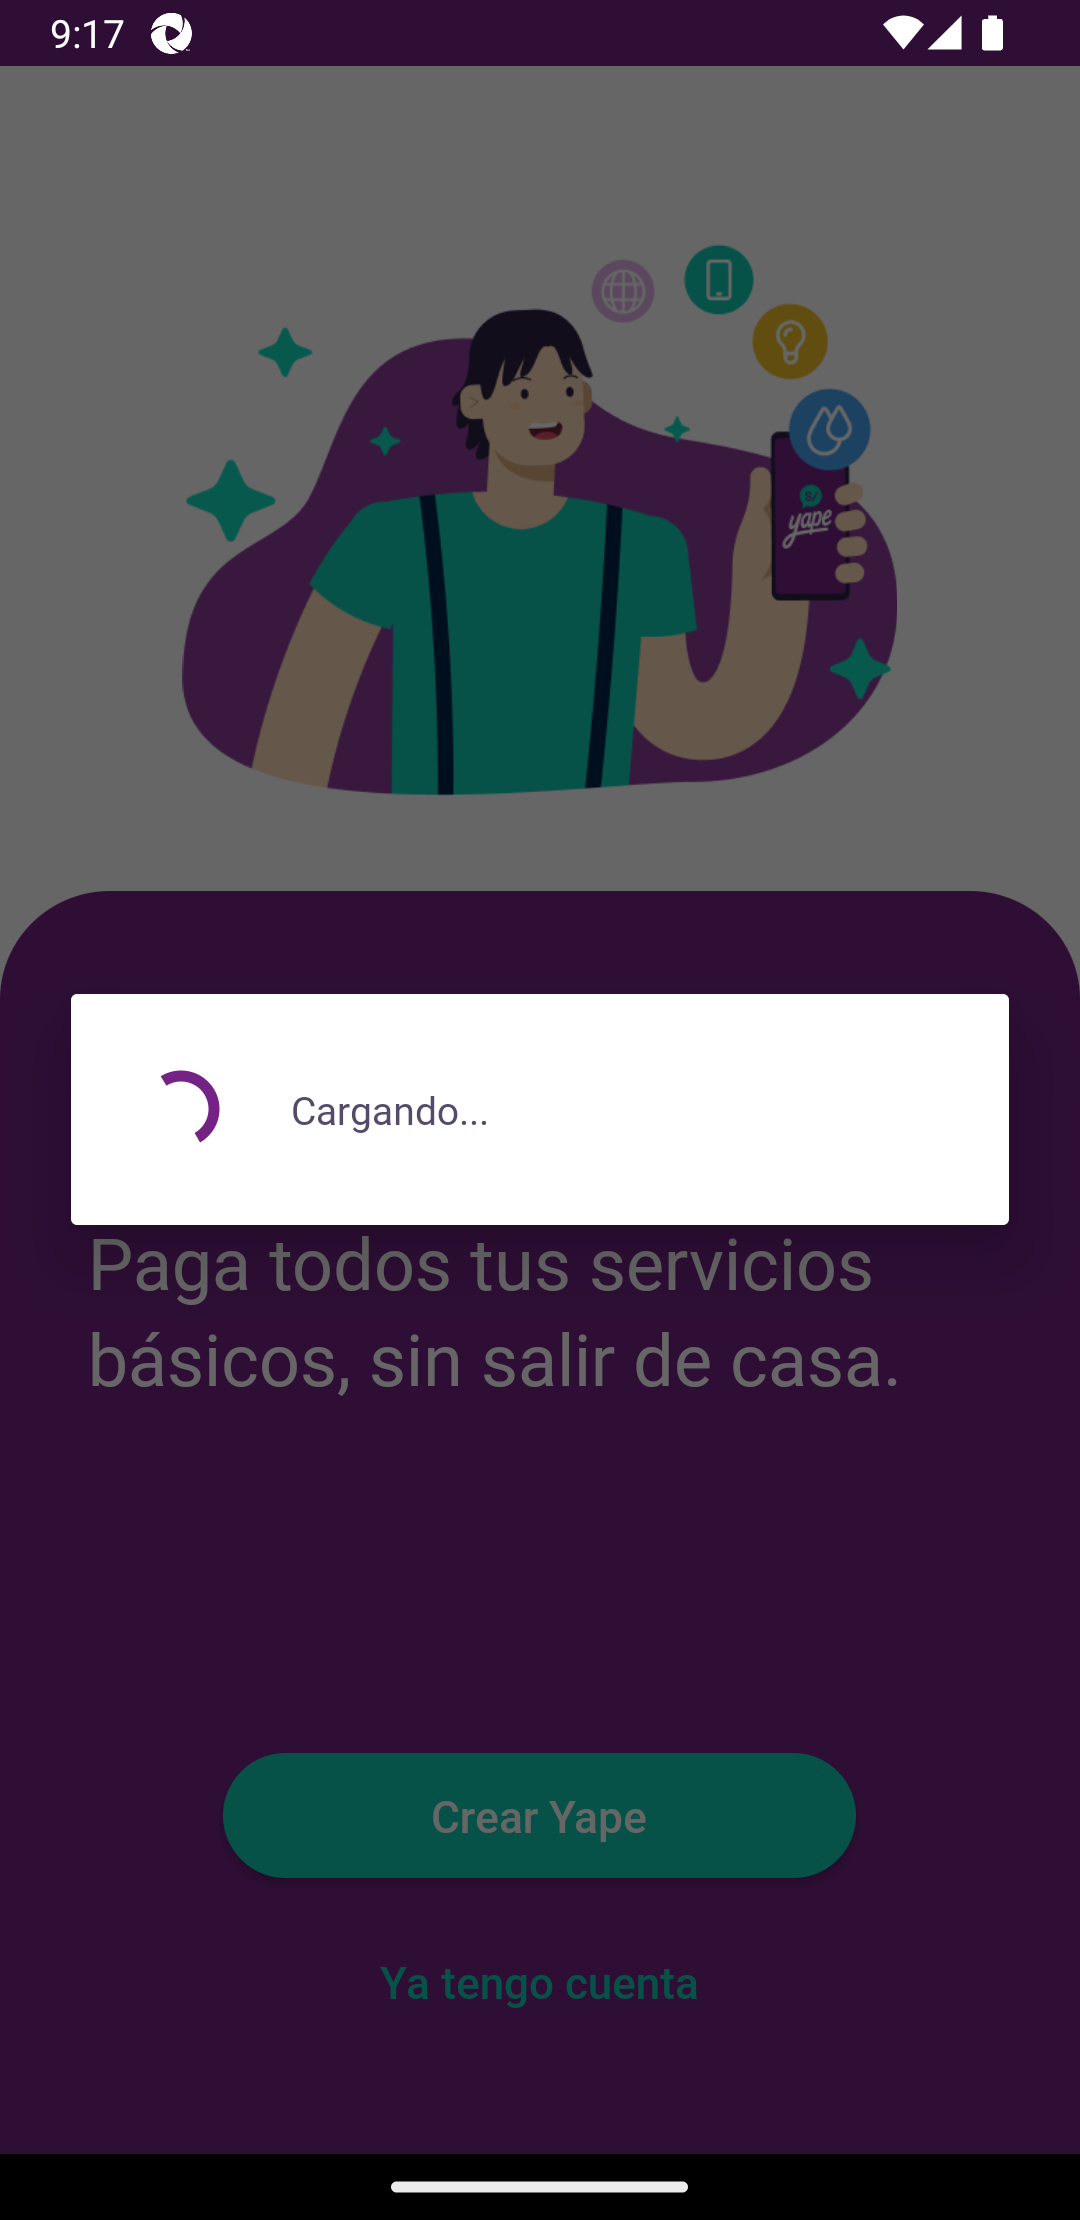 9:17
S/
yape
Cargando...
Paga todos tus servicios
básicos, sin salir de casa.
Crear Yape
Ya tengo cuenta